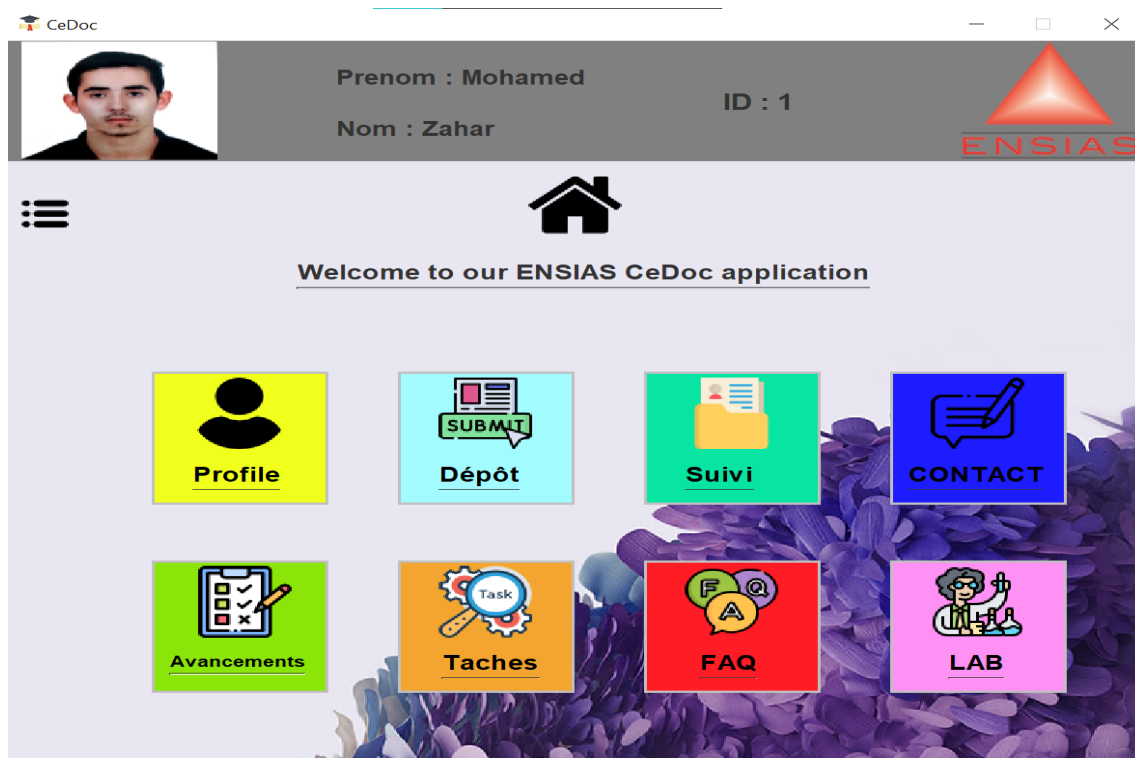 CeDoc
Prenom : Mohamed
ID : 1
Nom : Zahar
ENSIAS
Welcome to our ENSIAS CeDoc application
SUBMIT
Profile
Dépôt
Suivi
CONTACT
Task
F Q
A
Avancements
Taches
FAQ
LAB